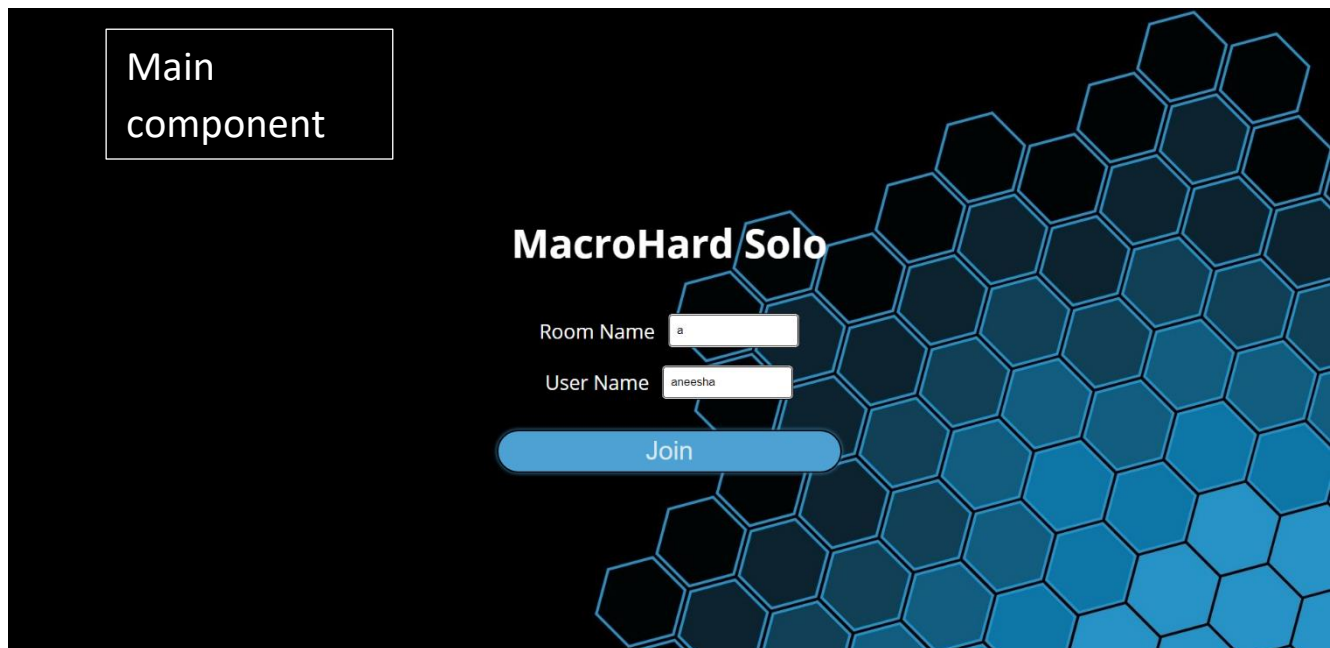 Main
component
MacroHard Solo
Room Name a
User Name aneesha
Join